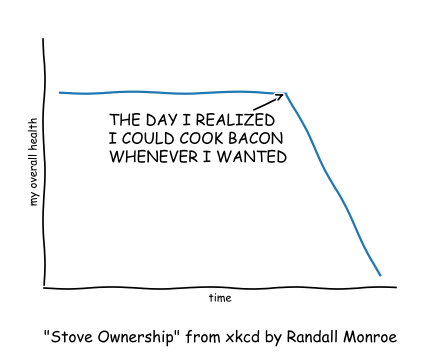 THE DAY I REALIZED
I COULD COOK BACON
WHENEVER I WANTED
my overall health
time
"Stove Ownership" from xkcd by Randall Monroe